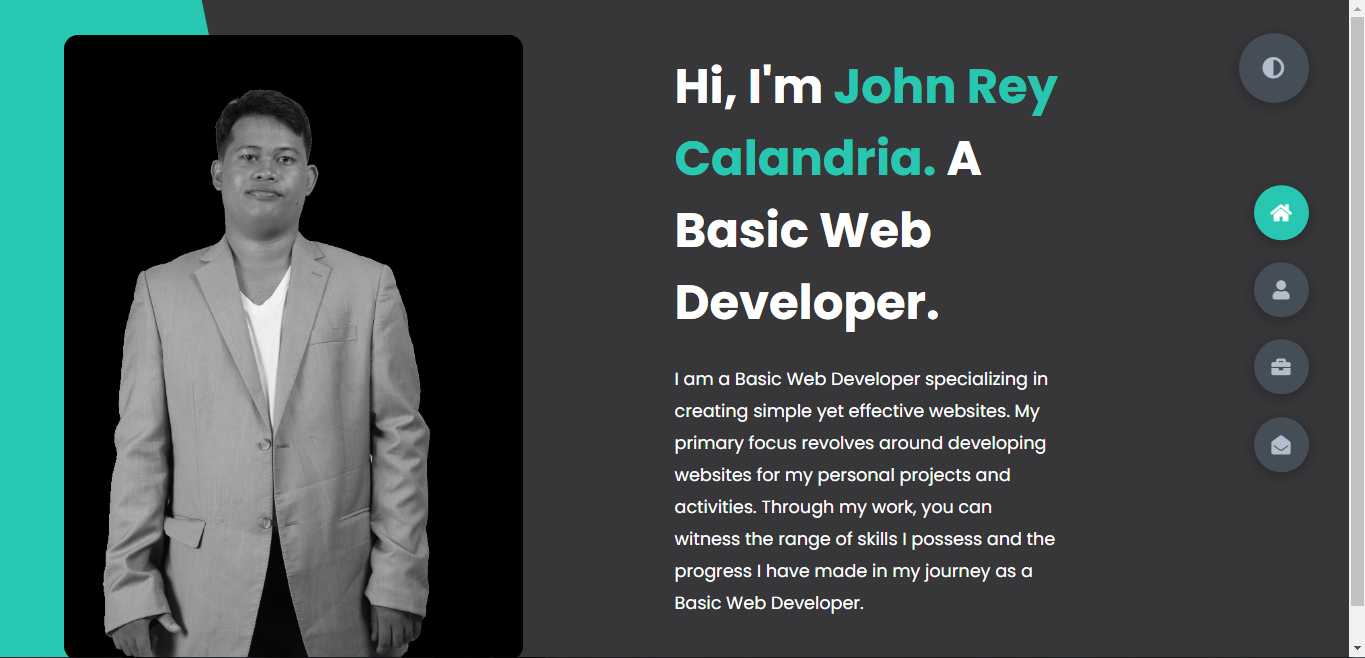 Hi, I'm John Rey
Calandria. A
Basic Web
Developer.
I am a Basic Web Developer specializing in
creating simple yet effective websites. My
primary focus revolves around developing
websites for my personal projects and
activities. Through my work, you can
witness the range of skills I possess and the
progress I have made in my journey as a
Basic Web Developer.